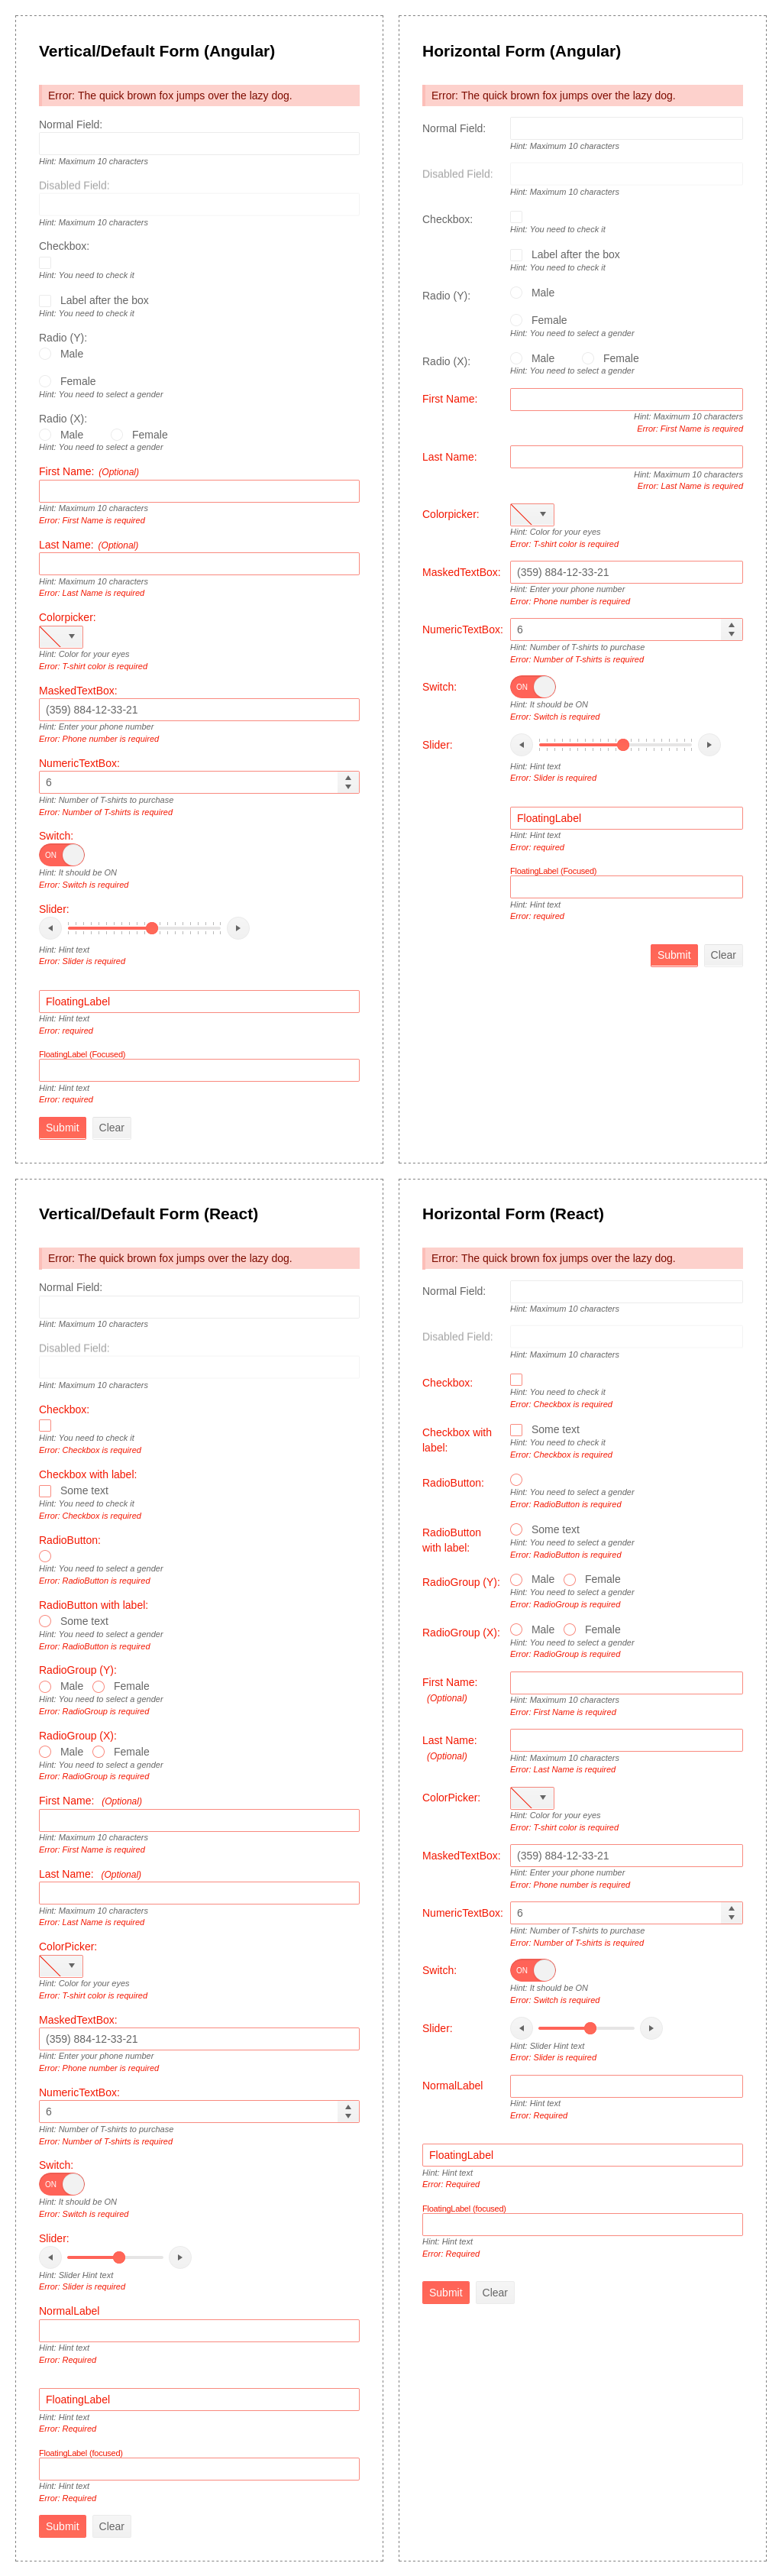 Vertical/Default Form (Angular)
Error: The quick brown fox jumps over the lazy dog.
Normal Field:
Hint: Maximum 10 characters
Disabled Field:
Hint: Maximum 10 characters
Checkbox:
Hint: You need to check it
Label after the box
Hint: You need to check it
Radio (Y):
Male
Female
Hint: You need to select a gender
Radio (X):
Male Female
Hint: You need to select a gender
First Name: (Optional)
Hint: Maximum 10 characters
Error: First Name is required
Last Name: (Optional)
Hint: Maximum 10 characters
Error: Last Name is required
Colorpicker:
Hint: Color for your eyes
Error: T-shirt color is required
MaskedTextBox:
(359) 884-12-33-21
Hint: Enter your phone number
Error: Phone number is required
NumericTextBox:
6
Hint: Number of T-shirts to purchase
Error: Number of T-shirts is required
Switch:
ON
Hint: It should be ON
Error: Switch is required
Slider:
Hint: Hint text
Error: Slider is required
FloatingLabel
Hint: Hint text
Error: required
FloatingLabel (Focused)
Hint: Hint text
Error: required
Submit Clear
Horizontal Form (Angular)
Error: The quick brown fox jumps over the lazy dog.
Normal Field:
Hint: Maximum 10 characters
Disabled Field:
Hint: Maximum 10 characters
Checkbox:
Hint: You need to check it
Label after the box
Hint: You need to check it
Radio (Y):
Male
Female
Hint: You need to select a gender
Radio (X):
Male Female
Hint: You need to select a gender
First Name:
Hint: Maximum 10 characters
Error: First Name is required
Last Name:
Hint: Maximum 10 characters
Error: Last Name is required
Colorpicker:
Hint: Color for your eyes
Error: T-shirt color is required
MaskedTextBox: (359) 884-12-33-21
Hint: Enter your phone number
Error: Phone number is required
NumericTextBox: 6
Hint: Number of T-shirts to purchase
Error: Number of T-shirts is required
Switch: ON
Hint: It should be ON
Error: Switch is required
Slider:
Hint: Hint text
Error: Slider is required
FloatingLabel
Hint: Hint text
Error: required
FloatingLabel (Focused)
Hint: Hint text
Error: required
Submit Clear
Vertical/Default Form (React)
Error: The quick brown fox jumps over the lazy dog.
Normal Field:
Hint: Maximum 10 characters
Disabled Field:
Hint: Maximum 10 characters
Checkbox:
Hint: You need to check it
Error: Checkbox is required
Checkbox with label:
Some text
Hint: You need to check it
Error: Checkbox is required
RadioButton:
Hint: You need to select a gender
Error: RadioButton is required
RadioButton with label:
Some text
Hint: You need to select a gender
Error: RadioButton is required
RadioGroup (Y):
Male Female
Hint: You need to select a gender
Error: RadioGroup is required
RadioGroup (X):
Male Female
Hint: You need to select a gender
Error: RadioGroup is required
First Name: (Optional)
Hint: Maximum 10 characters
Error: First Name is required
Last Name: (Optional)
Hint: Maximum 10 characters
Error: Last Name is required
ColorPicker:
Hint: Color for your eyes
Error: T-shirt color is required
MaskedTextBox:
(359) 884-12-33-21
Hint: Enter your phone number
Error: Phone number is required
NumericTextBox:
6
Hint: Number of T-shirts to purchase
Error: Number of T-shirts is required
Switch:
ON
Hint: It should be ON
Error: Switch is required
Slider:
Hint: Slider Hint text
Error: Slider is required
NormalLabel
Hint: Hint text
Error: Required
FloatingLabel
Hint: Hint text
Error: Required
FloatingLabel (focused)
Hint: Hint text
Error: Required
Submit Clear
Horizontal Form (React)
Error: The quick brown fox jumps over the lazy dog.
Normal Field:
Hint: Maximum 10 characters
Disabled Field:
Hint: Maximum 10 characters
Checkbox:
Hint: You need to check it
Error: Checkbox is required
Checkbox with
label:
Some text
Hint: You need to check it
Error: Checkbox is required
RadioButton:
Hint: You need to select a gender
Error: RadioButton is required
RadioButton
with label:
Some text
Hint: You need to select a gender
Error: RadioButton is required
RadioGroup (Y): Male Female
Hint: You need to select a gender
Error: RadioGroup is required
RadioGroup (X): Male Female
Hint: You need to select a gender
Error: RadioGroup is required
First Name:
(Optional)
Hint: Maximum 10 characters
Error: First Name is required
Last Name:
(Optional)
Hint: Maximum 10 characters
Error: Last Name is required
ColorPicker:
Hint: Color for your eyes
Error: T-shirt color is required
MaskedTextBox: (359) 884-12-33-21
Hint: Enter your phone number
Error: Phone number is required
NumericTextBox: 6
Hint: Number of T-shirts to purchase
Error: Number of T-shirts is required
Switch: ON
Hint: It should be ON
Error: Switch is required
Slider:
Hint: Slider Hint text
Error: Slider is required
NormalLabel
Hint: Hint text
Error: Required
FloatingLabel
Hint: Hint text
Error: Required
FloatingLabel (focused)
Hint: Hint text
Error: Required
Submit Clear